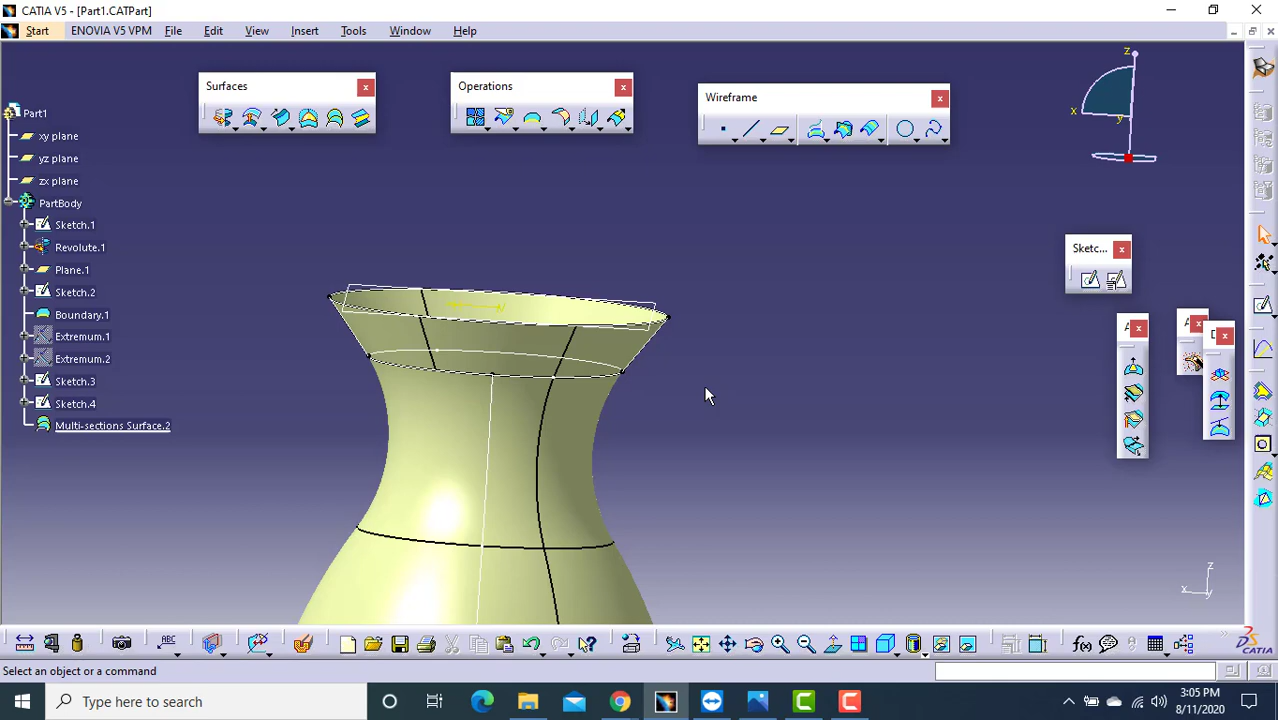 CATIA V5 - [Part1.CATPart]
Start ENOVIA V5 VPM File Edit View Insert Tools Window Help
Surfaces
Operations
Wireframe
Part1
xy plane
yz plane
zx plane
PartBody
Sketch.1
Revolute.1
Plane.1
Sketch.2
Boundary.1
Extremum.1
Extremum.2
Sketch.3
Sketch.4
Multi-sections Surface.2
z
x
y
Sketc...
A
A
D
z
x
y
ABC
f(x)
CATIA
Select an object or a command
Type here to search
3:05 PM
8/11/2020